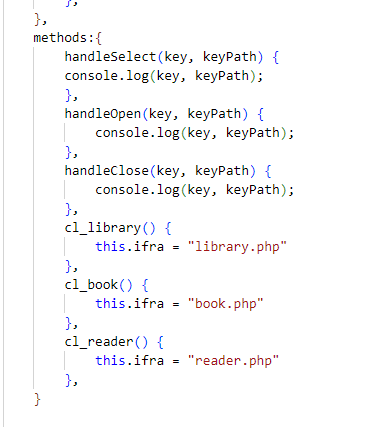 },
},
methods:{
handleSelect(key, keyPath) {
console.log(key, keyPath);
},
handleOpen(key, keyPath) {
console.log(key, keyPath);
},
handleClose(key, keyPath) {
console.log(key, keyPath);
},
cl_library() {
this.ifra = "library.php"
},
cl_book() {
this.ifra = "book.php"
},
cl_reader() {
this.ifra = "reader.php"
},
}